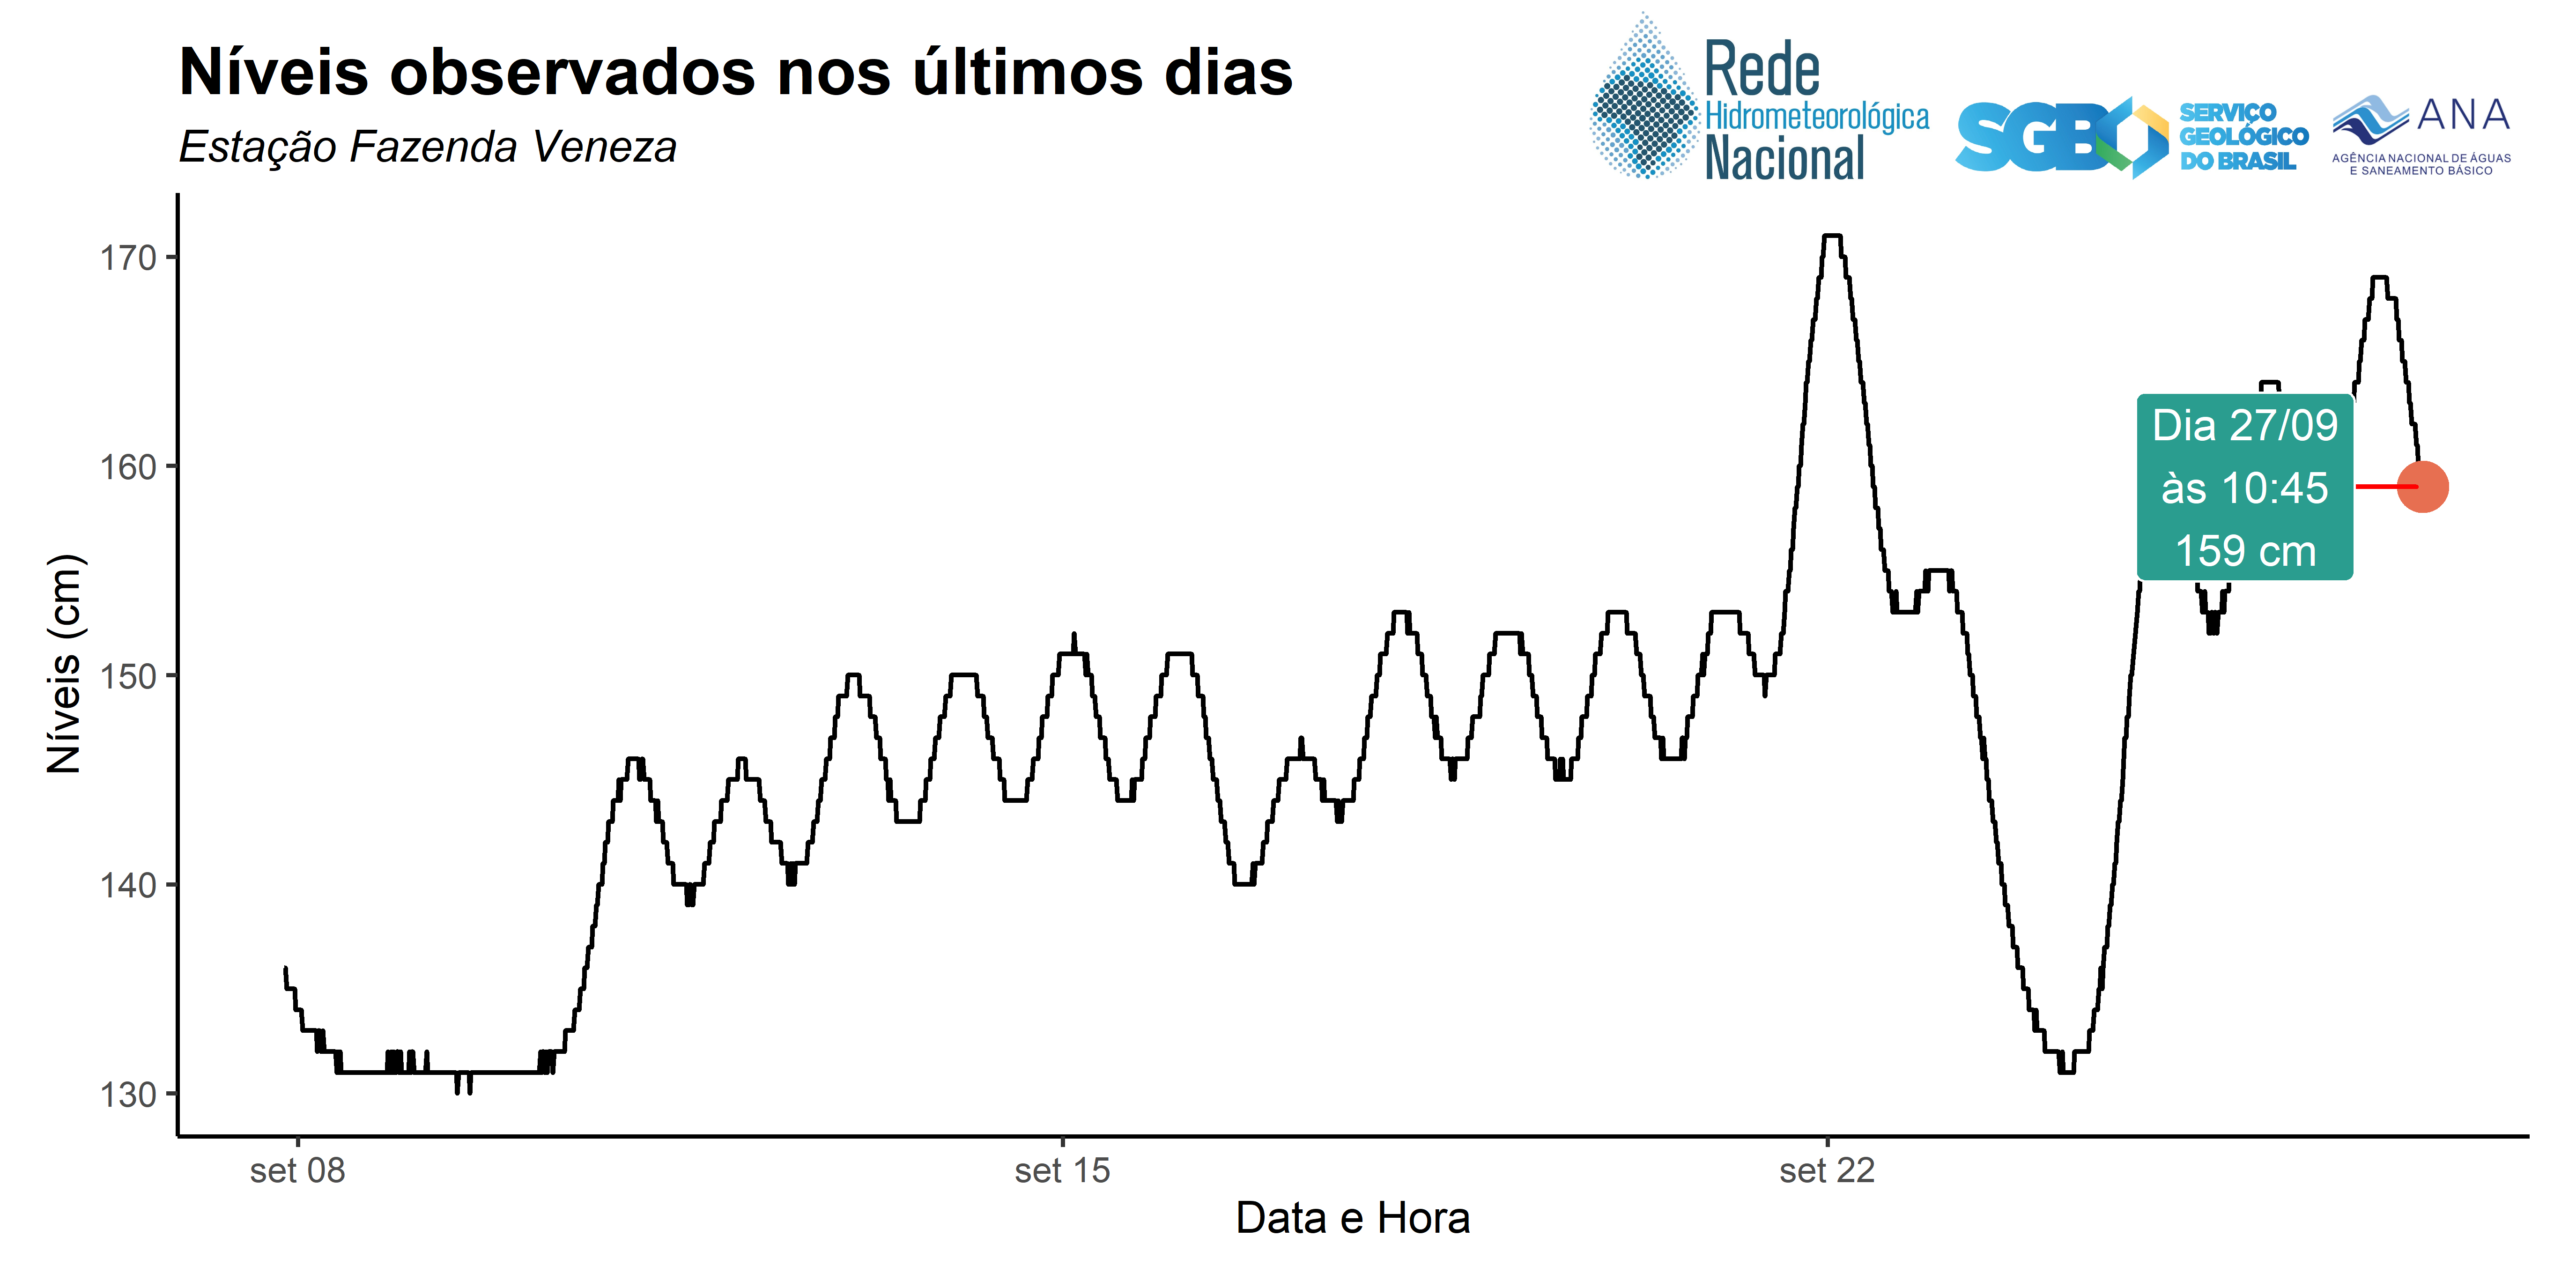 Níveis observados nos últimos dias
Estação Fazenda Veneza
Rede
Hidrometeorológica
Nacional
SGB
SERVIÇO
GEOLÓGICO
DO BRASIL
ANA
AGÊNCIA NACIONAL DE ÁGUAS
E SANEAMENTO BÁSICO
Níveis (cm)
170
160
150
140
130
Dia 27/09
às 10:45
159 cm
set 08
set 15
set 22
Data e Hora